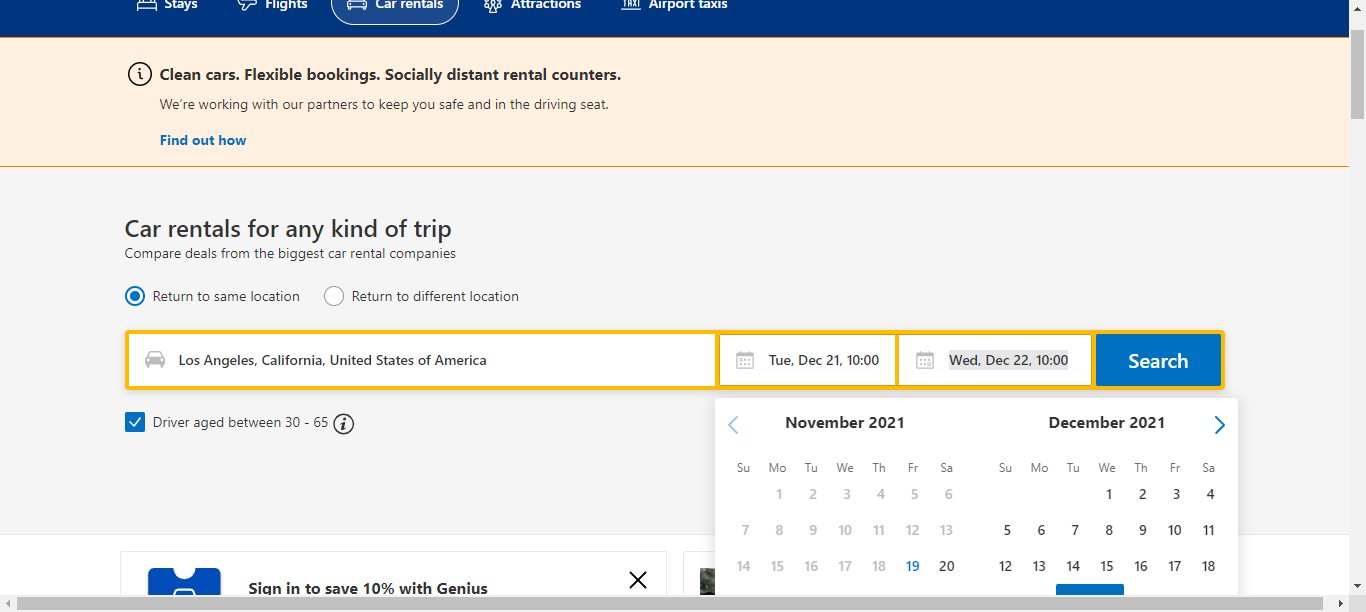 Stays Flights Car rentals Attractions TAXI Airport taxis
Clean cars. Flexible bookings. Socially distant rental counters.
We're working with our partners to keep you safe and in the driving seat.
Find out how
Car rentals for any kind of trip
Compare deals from the biggest car rental companies
Return to same location Return to different location
Los Angeles, California, United States of America Tue, Dec 21, 10:00 Wed, Dec 22, 10:00 Search
Driver aged between 30 - 65
November 2021 December 2021
Su Mo Tu We Th Fr Sa Su Mo Tu We Th Fr Sa
1 2 3 4 5 6 1 2 3 4
7 8 9 10 11 12 13 5 6 7 8 9 10 11
14 15 16 17 18 19 20 12 13 14 15 16 17 18
Sign in to save 10% with Genius